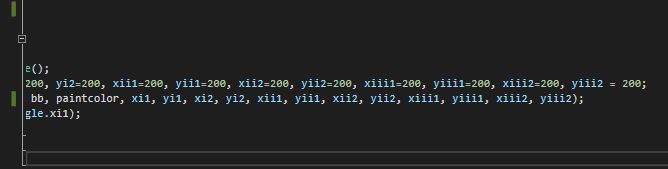 e();
200, yi2=200, xii1=200, yii1=200, xii2=200, yii2=200, xiii1=200, yiii1=200, xiii2=200, yiii2 = 200;
bb, paintcolor, xi1, yi1, xi2, yi2, xii1, yii1, xii2, yii2, xiii1, yiii1, xiii2, yiii2);
gle.xi1);